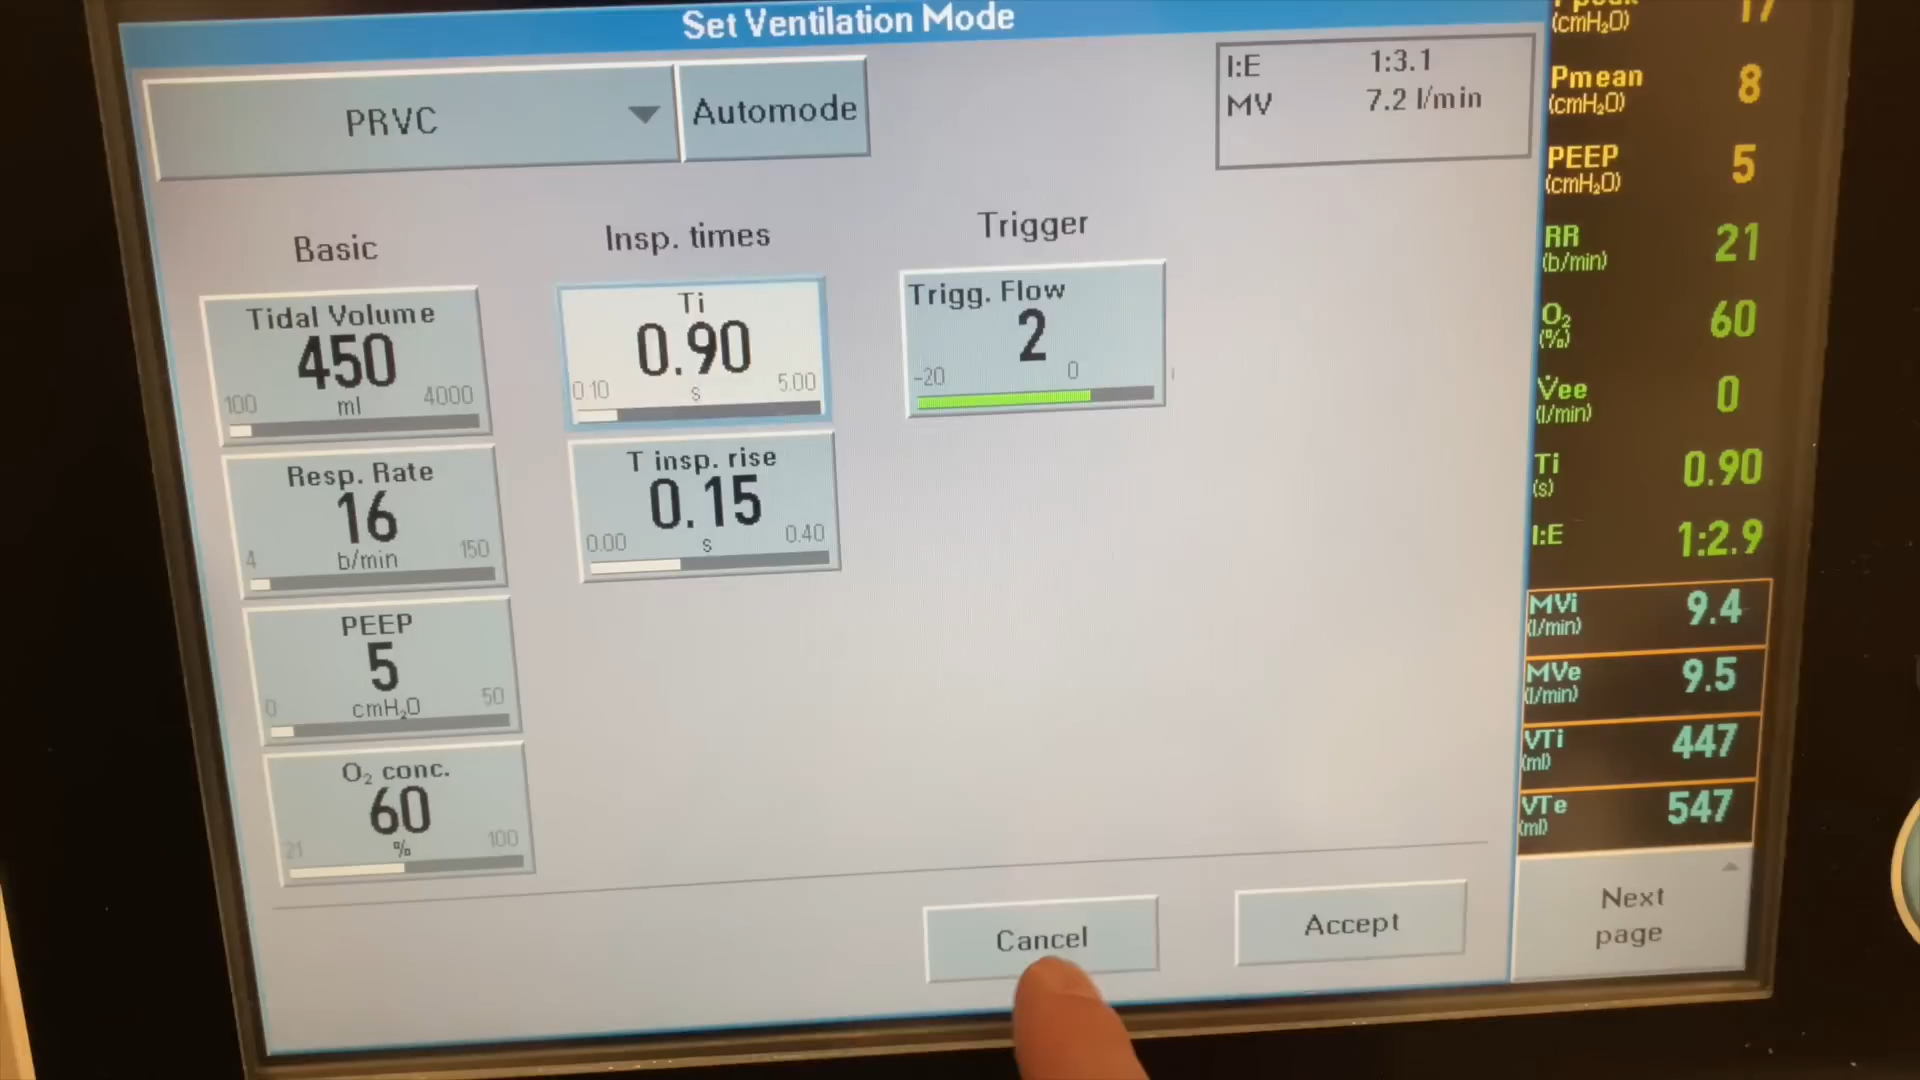 Set Ventilation Mode
PRVC
Automode
I:E 1:3.1
MV 7.2 l/min
Basic
Insp. times
Trigger
Tidal Volume
450
100 ml 4000
Resp. Rate
16
4 b/min 150
PEEP
5
0 cmH₂O 50
O₂ conc.
60
21 % 100
Ti
0.90
0.10 s 5.00
T insp. rise
0.15
0.00 s 0.40
Trigg. Flow
2
-20 0
Cancel
Accept
Ppeak 17
(cmH₂O)
Pmean 8
(cmH₂O)
PEEP 5
(cmH₂O)
RR 21
(b/min)
O₂ 60
(%)
V̇ee 0
(l/min)
Ti 0.90
(s)
I:E 1:2.9
MVi 9.4
(l/min)
MVe 9.5
(l/min)
VTi 447
(ml)
VTe 547
(ml)
Next
page